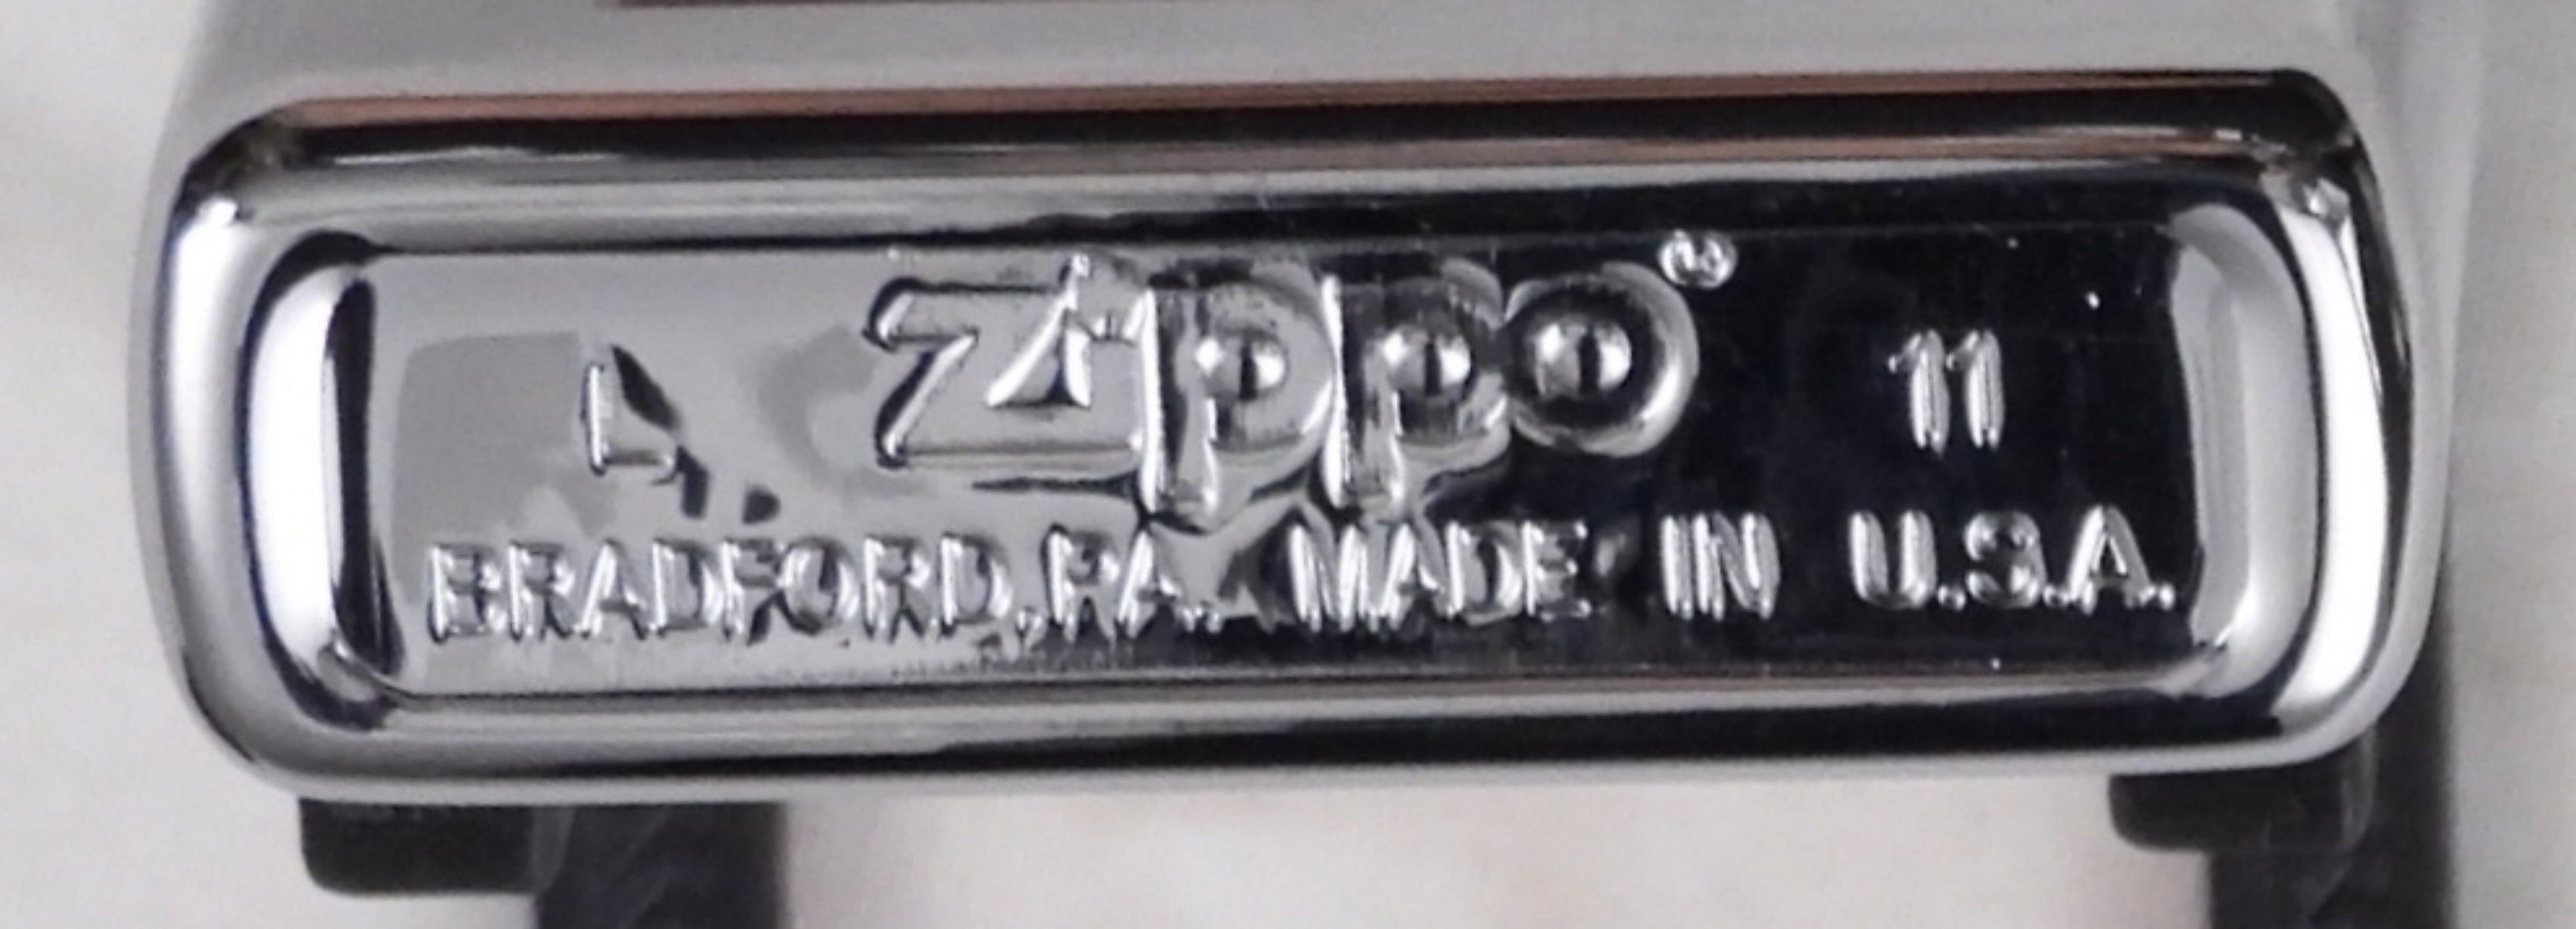 L Zippo ® 11
BRADFORD, PA. MADE IN U.S.A.